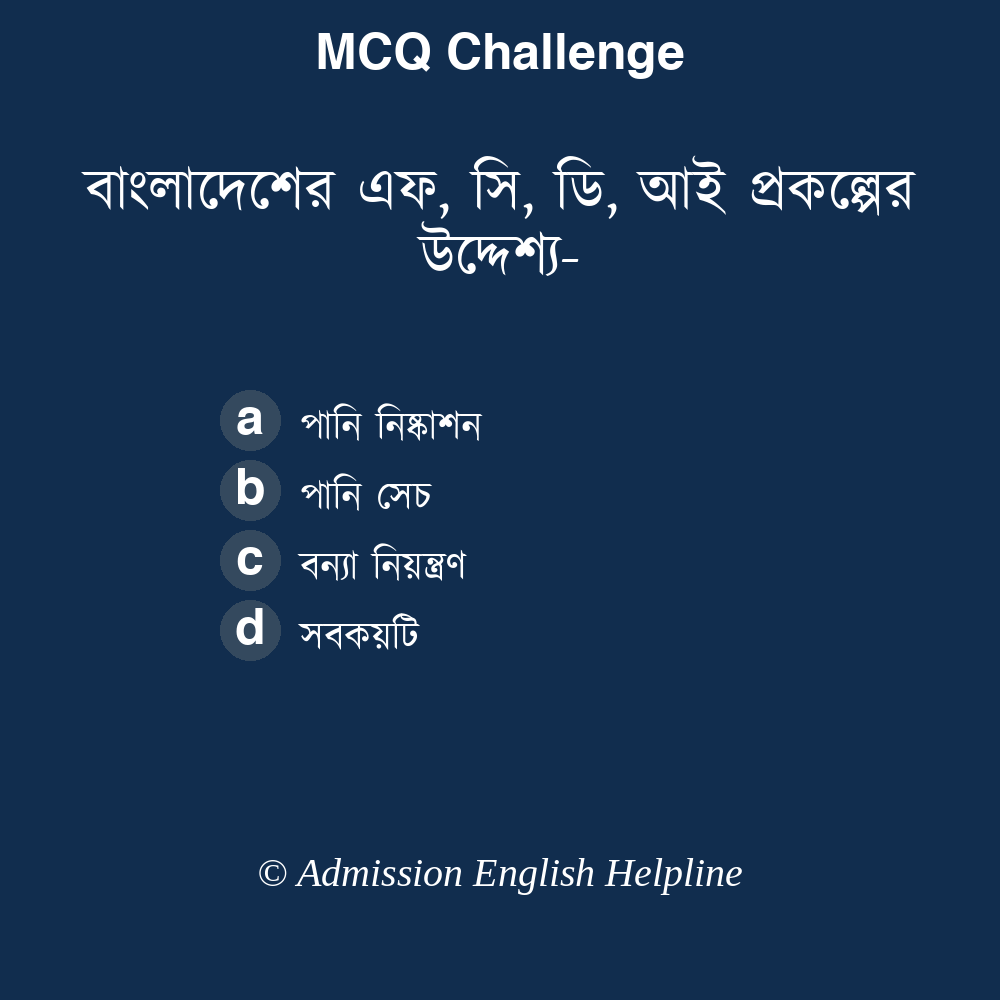 MCQ Challenge
বাংলাদেশের এফ, সি, ডি, আই প্রকল্পের
উদ্দেশ্য-
a পানি নিষ্কাশন
b পানি সেচ
c বন্যা নিয়ন্ত্রণ
d সবকয়টি
© Admission English Helpline